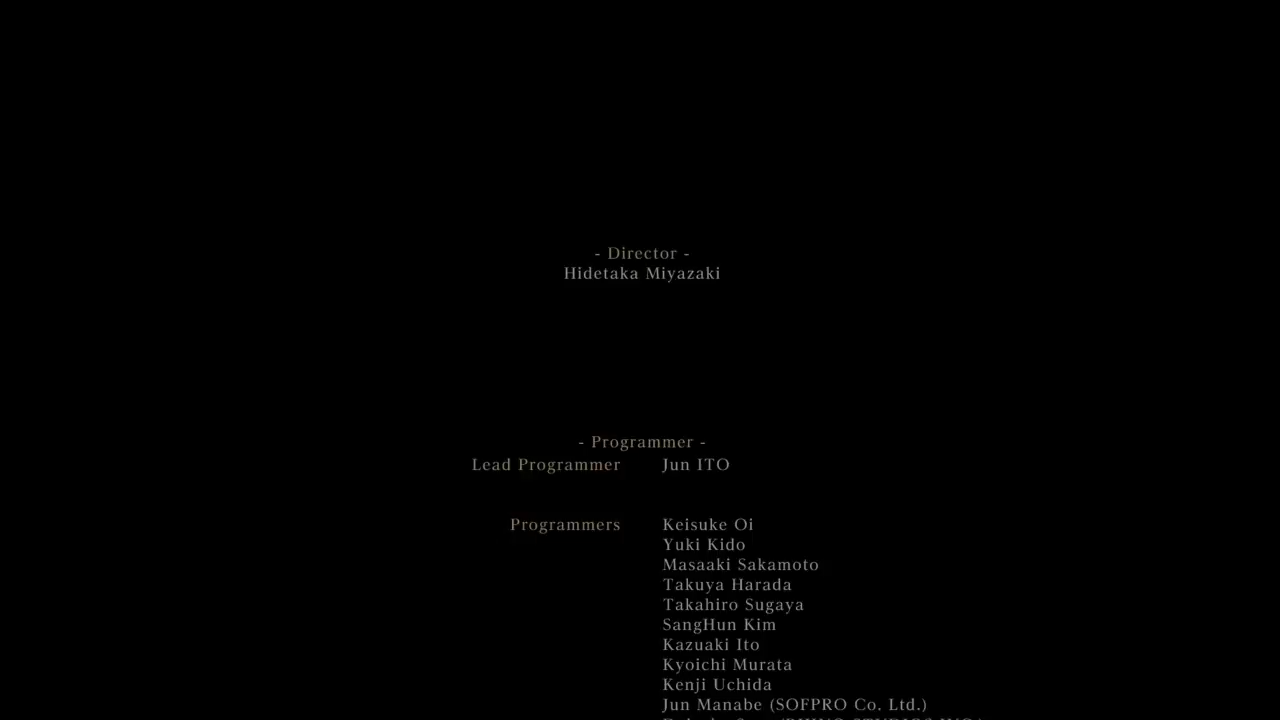 - Director -
Hidetaka Miyazaki
- Programmer -
Lead Programmer Jun ITO
Programmers Keisuke Oi
Yuki Kido
Masaaki Sakamoto
Takuya Harada
Takahiro Sugaya
SangHun Kim
Kazuaki Ito
Kyoichi Murata
Kenji Uchida
Jun Manabe (SOFPRO Co. Ltd.)